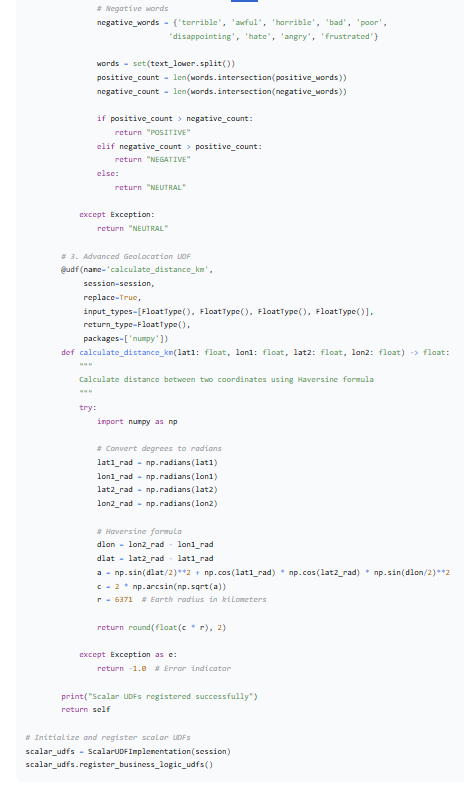 # Negative words
negative_words = {'terrible', 'awful', 'horrible', 'bad', 'poor',
'disappointing', 'hate', 'angry', 'frustrated'}
words = set(text_lower.split())
positive_count = len(words.intersection(positive_words))
negative_count = len(words.intersection(negative_words))
if positive_count > negative_count:
return "POSITIVE"
elif negative_count > positive_count:
return "NEGATIVE"
else:
return "NEUTRAL"
except Exception:
return "NEUTRAL"
# 3. Advanced Geolocation UDF
@udf(name='calculate_distance_km',
session=session,
replace=True,
input_types=[FloatType(), FloatType(), FloatType(), FloatType()],
return_type=FloatType(),
packages=['numpy'])
def calculate_distance_km(lat1: float, lon1: float, lat2: float, lon2: float) -> float:
"""
Calculate distance between two coordinates using Haversine formula
"""
try:
import numpy as np
# Convert degrees to radians
lat1_rad = np.radians(lat1)
lon1_rad = np.radians(lon1)
lat2_rad = np.radians(lat2)
lon2_rad = np.radians(lon2)
# Haversine formula
dlon = lon2_rad - lon1_rad
dlat = lat2_rad - lat1_rad
a = np.sin(dlat/2)**2 + np.cos(lat1_rad) * np.cos(lat2_rad) * np.sin(dlon/2)**2
c = 2 * np.arcsin(np.sqrt(a))
r = 6371 # Earth radius in kilometers
return round(float(c * r), 2)
except Exception as e:
return -1.0 # Error indicator
print("Scalar UDFs registered successfully")
return self
# Initialize and register scalar UDFs
scalar_udfs = ScalarUDFImplementation(session)
scalar_udfs.register_business_logic_udfs()